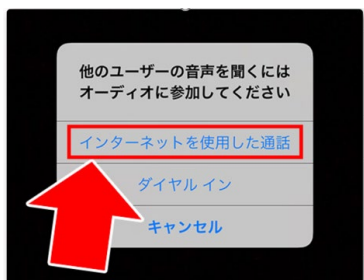 他のユーザーの音声を聞くには
オーディオに参加してください
インターネットを使用した通話
ダイヤル イン
キャンセル